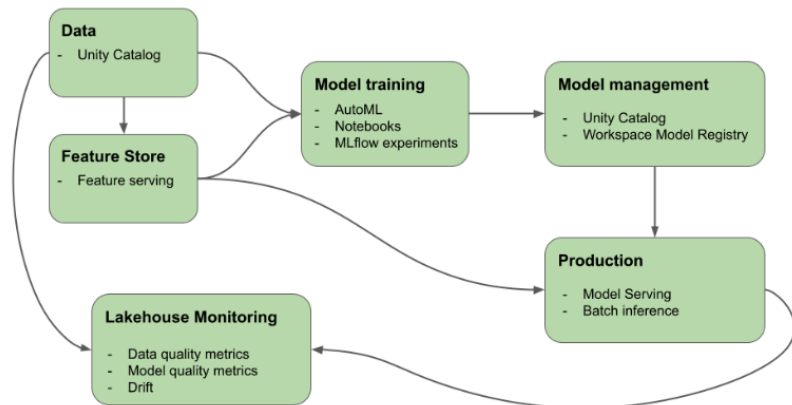 Data
- Unity Catalog
Feature Store
- Feature serving
Model training
- AutoML
- Notebooks
- MLflow experiments
Model management
- Unity Catalog
- Workspace Model Registry
Production
- Model Serving
- Batch inference
Lakehouse Monitoring
- Data quality metrics
- Model quality metrics
- Drift